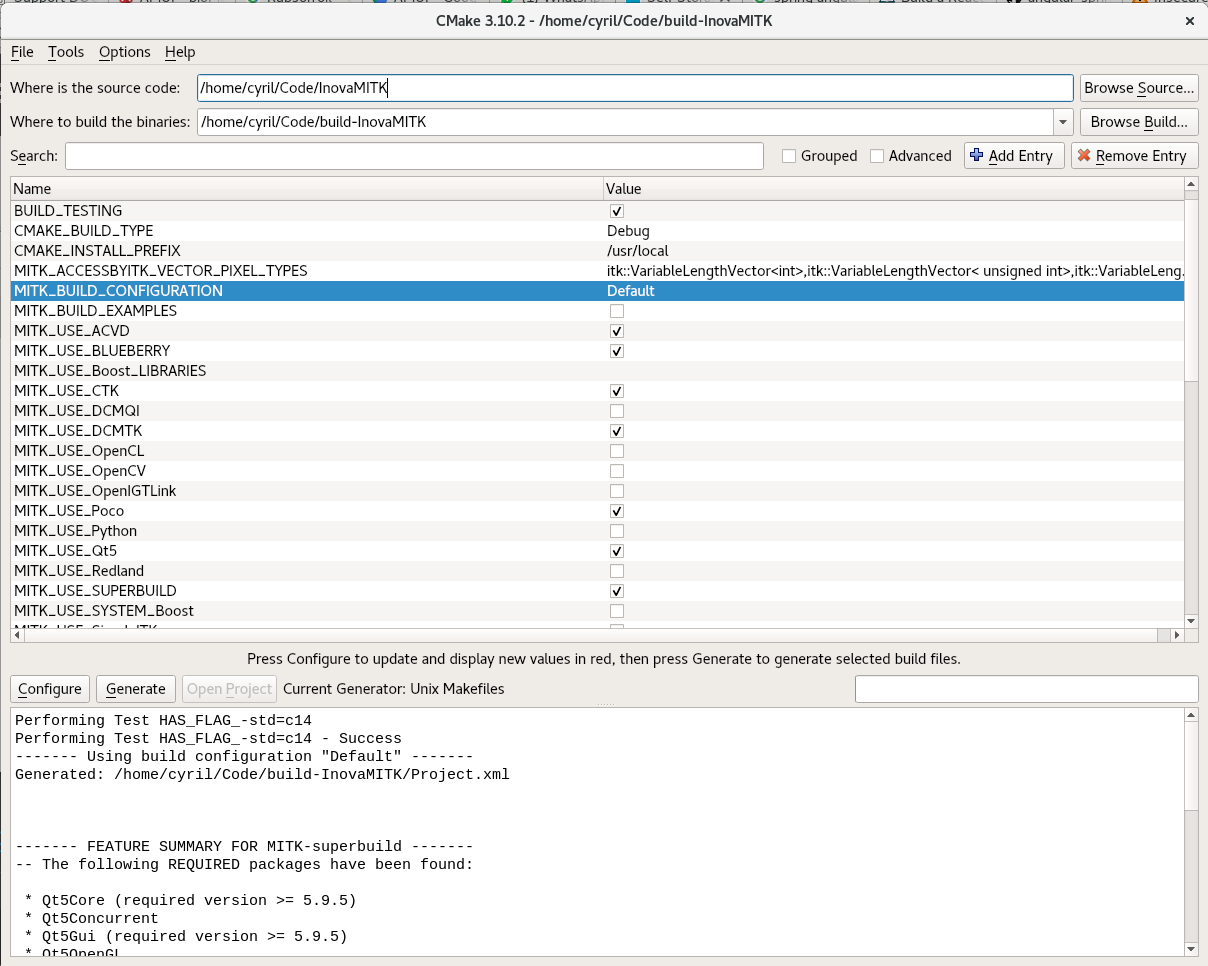 CMake 3.10.2 - /home/cyril/Code/build-InovaMITK
File Tools Options Help
Where is the source code: /home/cyril/Code/InovaMITK Browse Source...
Where to build the binaries: /home/cyril/Code/build-InovaMITK Browse Build...
Search: Grouped Advanced Add Entry Remove Entry
Name Value
BUILD_TESTING
CMAKE_BUILD_TYPE Debug
CMAKE_INSTALL_PREFIX /usr/local
MITK_ACCESSBYITK_VECTOR_PIXEL_TYPES itk::VariableLengthVector<int>,itk::VariableLengthVector< unsigned int>,itk::VariableLeng...
MITK_BUILD_CONFIGURATION Default
MITK_BUILD_EXAMPLES
MITK_USE_ACVD
MITK_USE_BLUEBERRY
MITK_USE_Boost_LIBRARIES
MITK_USE_CTK
MITK_USE_DCMQI
MITK_USE_DCMTK
MITK_USE_OpenCL
MITK_USE_OpenCV
MITK_USE_OpenIGTLink
MITK_USE_Poco
MITK_USE_Python
MITK_USE_Qt5
MITK_USE_Redland
MITK_USE_SUPERBUILD
MITK_USE_SYSTEM_Boost
Press Configure to update and display new values in red, then press Generate to generate selected build files.
Configure Generate Open Project Current Generator: Unix Makefiles
Performing Test HAS_FLAG_-std=c14
Performing Test HAS_FLAG_-std=c14 - Success
------- Using build configuration "Default" -------
Generated: /home/cyril/Code/build-InovaMITK/Project.xml
------- FEATURE SUMMARY FOR MITK-superbuild -------
-- The following REQUIRED packages have been found:
* Qt5Core (required version >= 5.9.5)
* Qt5Concurrent
* Qt5Gui (required version >= 5.9.5)
* Qt5OpenGL